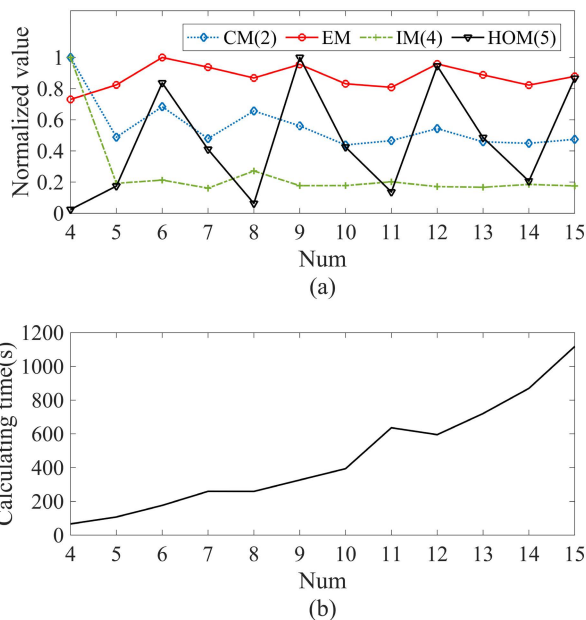 CM(2) EM IM(4) HOM(5)
Normalized value
1
0.8
0.6
0.4
0.2
0
4 5 6 7 8 9 10 11 12 13 14 15
Num
(a)
Calculating time(s)
1200
1000
800
600
400
200
0
4 5 6 7 8 9 10 11 12 13 14 15
Num
(b)